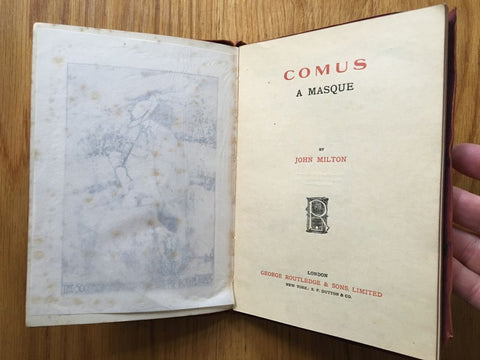 COMUS
A MASQUE
BY
JOHN MILTON
R
LONDON
GEORGE ROUTLEDGE & SONS, LIMITED
NEW YORK: E. P. DUTTON & CO.